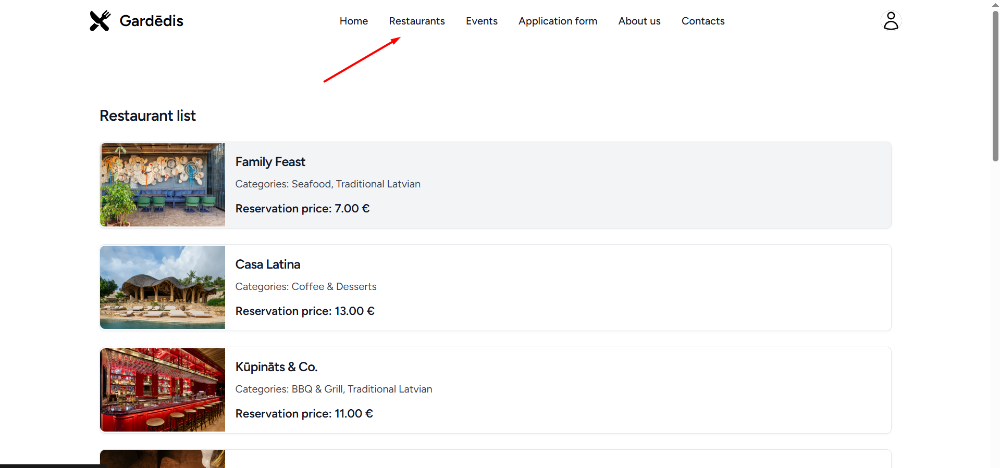 Gardēdis
Home Restaurants Events Application form About us Contacts
Restaurant list
Family Feast
Categories: Seafood, Traditional Latvian
Reservation price: 7.00 €
Casa Latina
Categories: Coffee & Desserts
Reservation price: 13.00 €
Kūpināts & Co.
Categories: BBQ & Grill, Traditional Latvian
Reservation price: 11.00 €